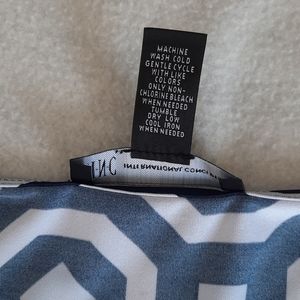 MACHINE
WASH COLD
GENTLE CYCLE
WITH LIKE
COLORS
ONLY NON-
CHLORINE BLEACH
WHEN NEEDED
TUMBLE
DRY LOW
COOL IRON
WHEN NEEDED
I·N·C
INTERNATIONAL CONCEPTS